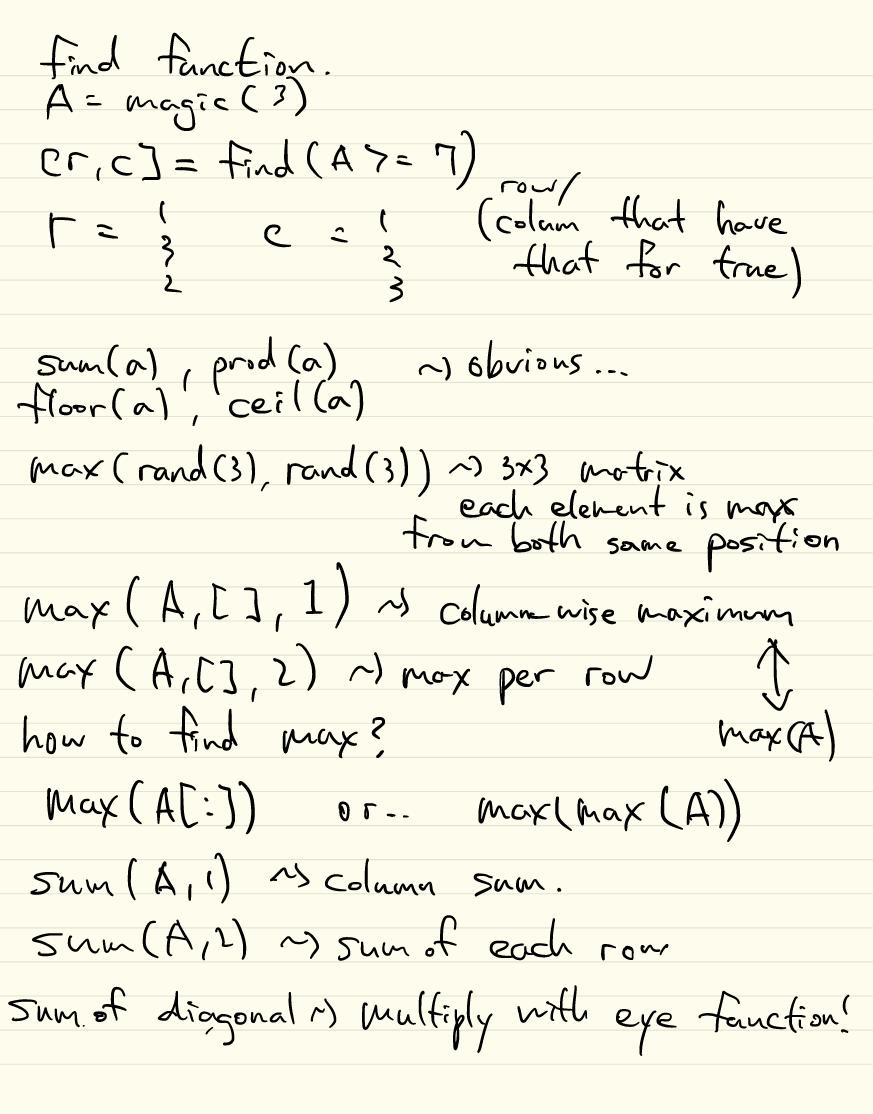 find function.
A = magic(3)
[r,c] = find(A >= 7)
r = 1 3 2 c = 1 2 3 (row/colum that have that for true)
sum(a), prod(a) ~> obvious...
floor(a), ceil(a)
max(rand(3), rand(3)) ~> 3x3 matrix
each element is max
from both same position
max(A,[],1) ~> column-wise maximum
max(A,[],2) ~> max per row
↕
how to find max? max(A)
max(A[:]) or.. max(max(A))
sum(A,1) ~> column sum.
sum(A,2) ~> sum of each row
sum of diagonal ~> multiply with eye function!